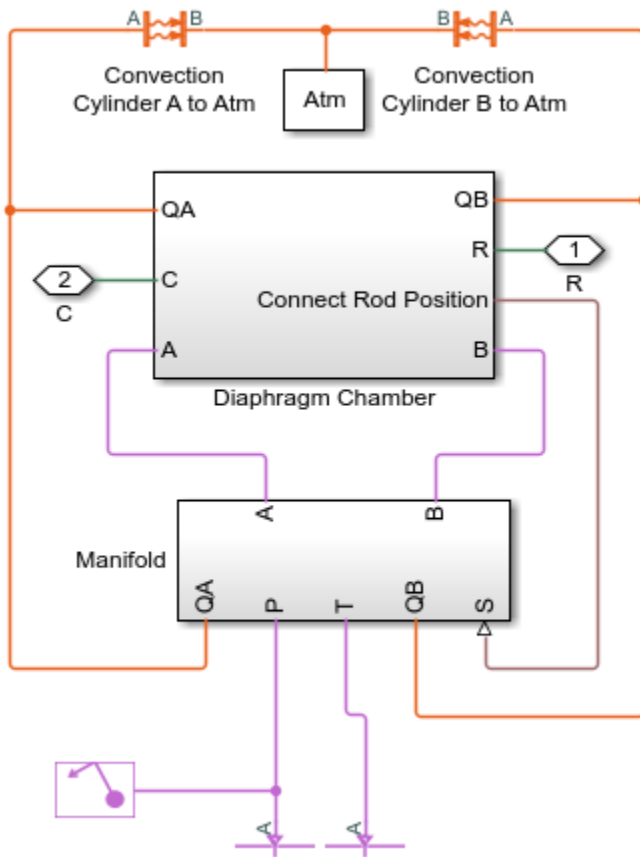 A B
B A
Convection
Cylinder A to Atm
Atm
Convection
Cylinder B to Atm
QA
QB
2
C
C
R
1
R
Connect Rod Position
A
B
Diaphragm Chamber
A
B
Manifold
QA
P
T
QB
S
A
A